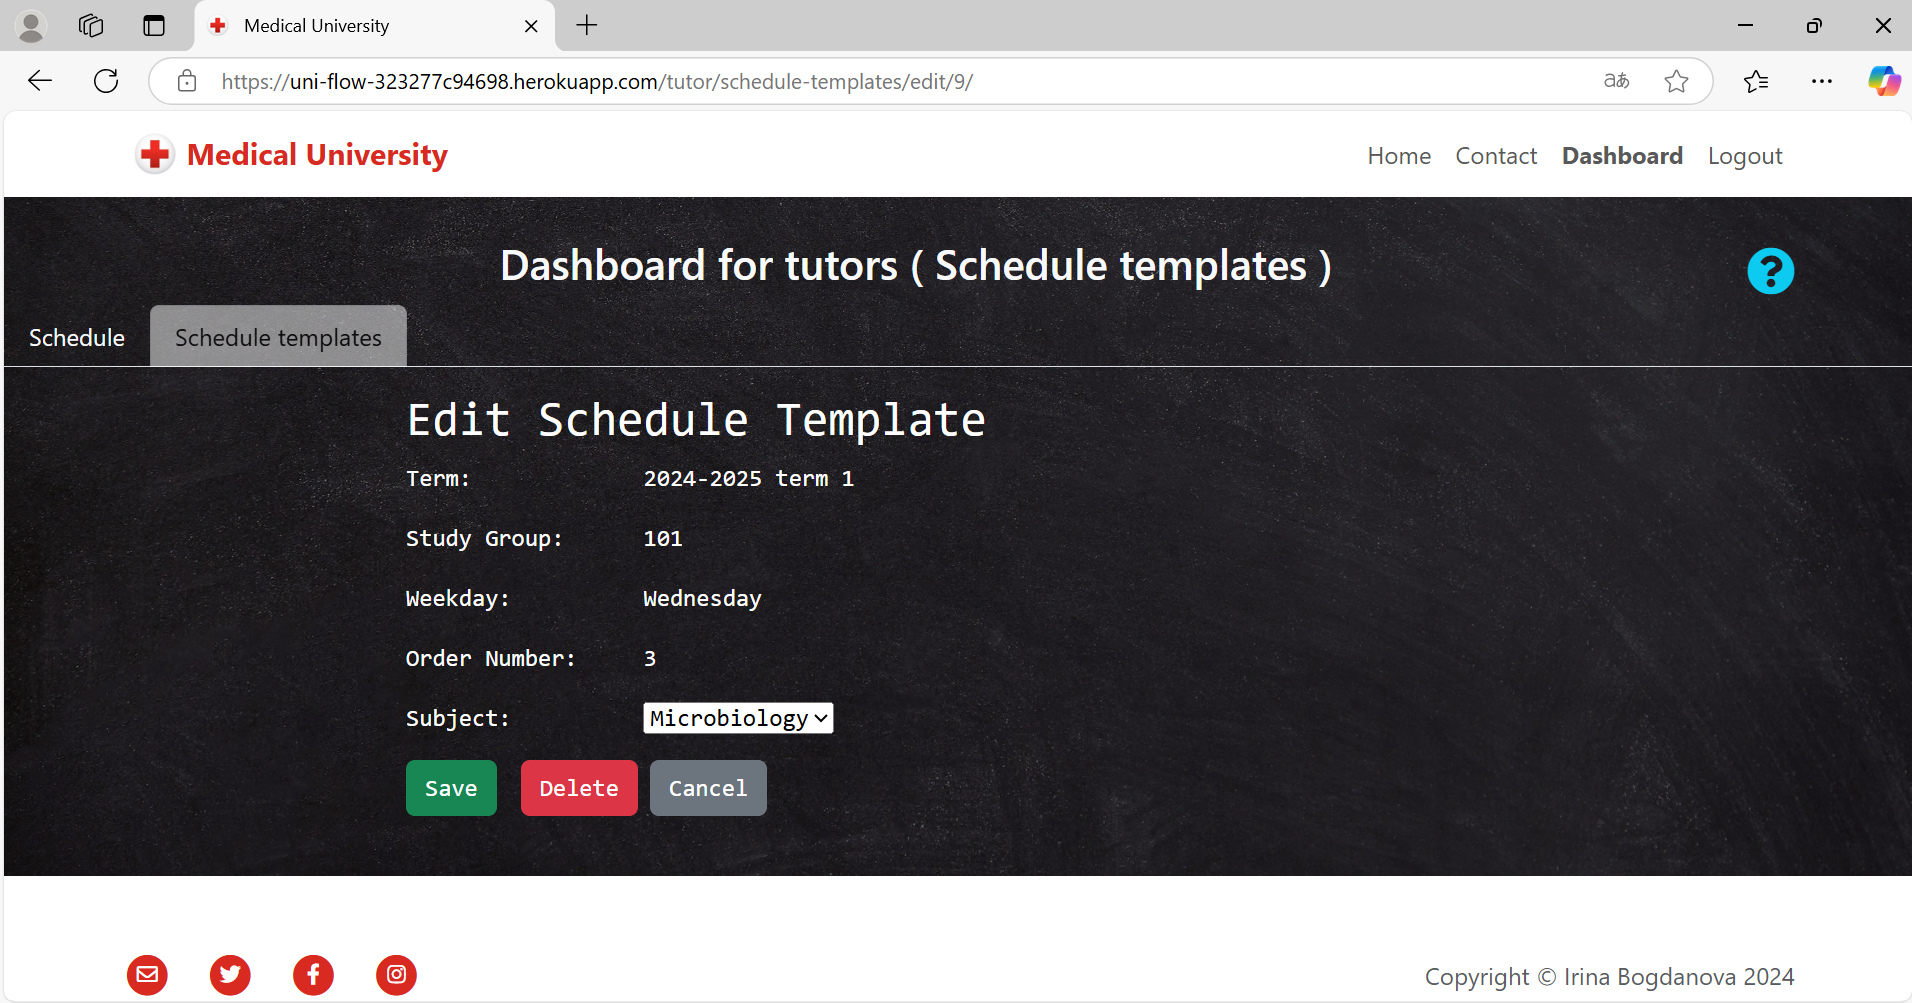 Medical University
https://uni-flow-323277c94698.herokuapp.com/tutor/schedule-templates/edit/9/
aあ
Medical University
Home Contact Dashboard Logout
Dashboard for tutors ( Schedule templates )
?
Schedule Schedule templates
Edit Schedule Template
Term: 2024-2025 term 1
Study Group: 101
Weekday: Wednesday
Order Number: 3
Subject: Microbiology
Save Delete Cancel
Copyright © Irina Bogdanova 2024